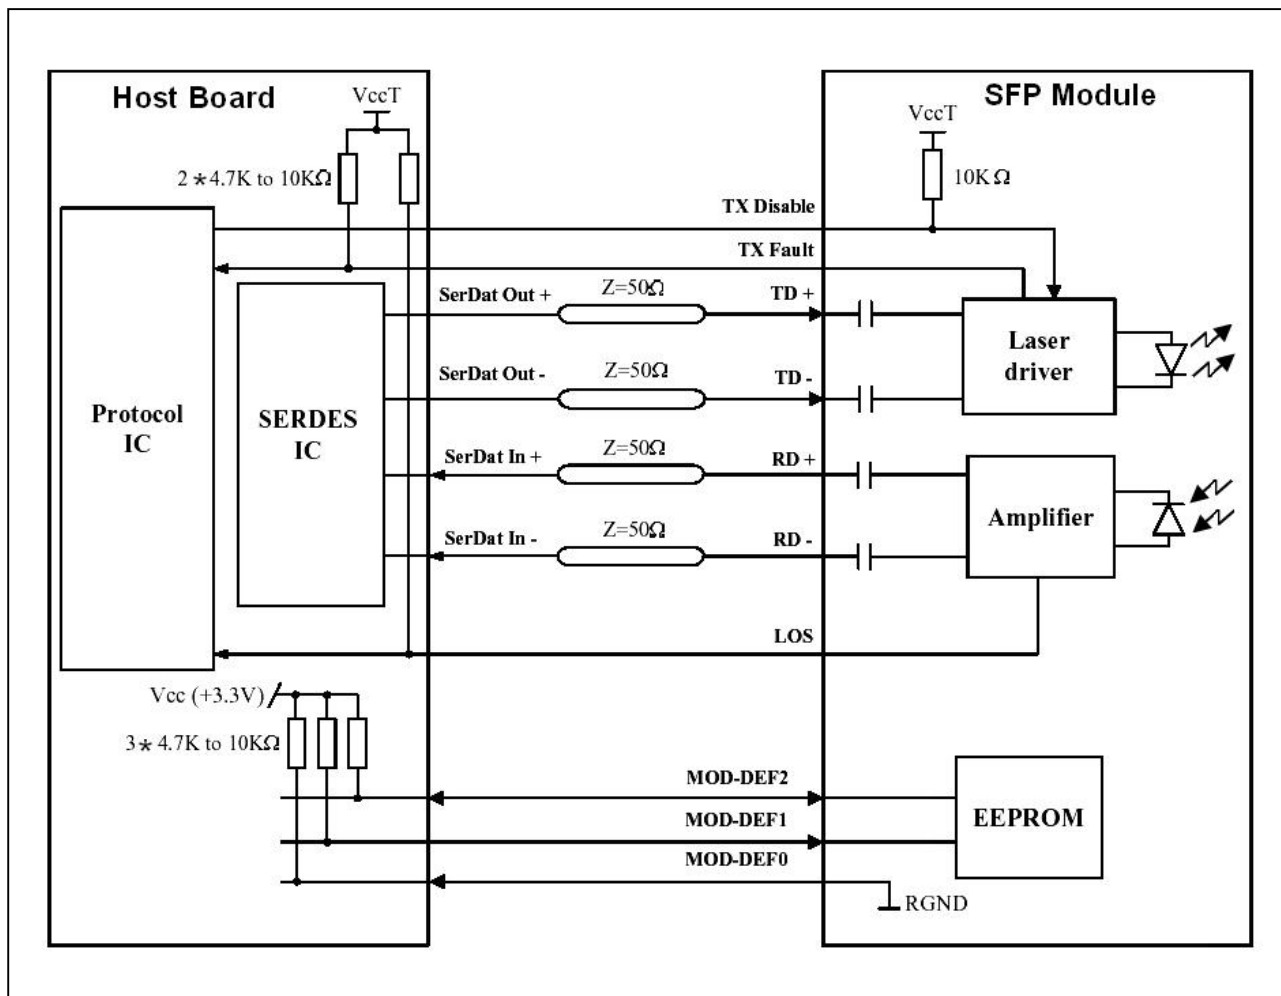 Host Board
SFP Module
VccT
VccT
2*4.7K to 10KΩ
10KΩ
TX Disable
TX Fault
SerDat Out +
Z=50Ω
TD +
Laser
driver
SerDat Out -
Z=50Ω
TD -
Protocol
IC
SERDES
IC
SerDat In +
Z=50Ω
RD +
Amplifier
SerDat In -
Z=50Ω
RD -
LOS
Vcc (+3.3V)
3*4.7K to 10KΩ
MOD-DEF2
MOD-DEF1
EEPROM
MOD-DEF0
RGND